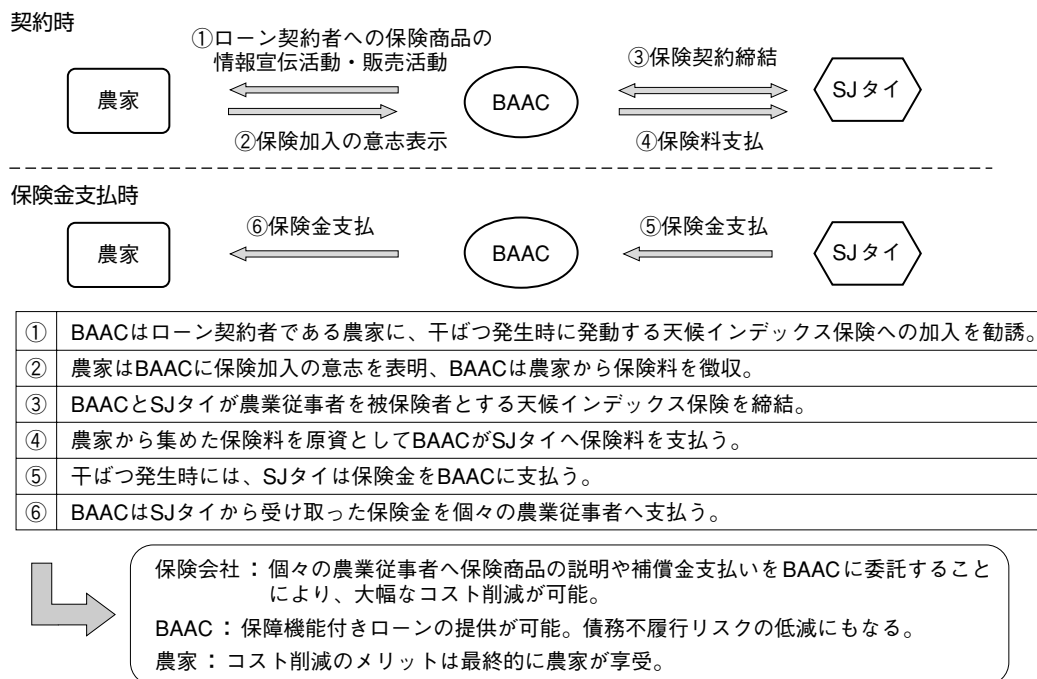 契約時
①ローン契約者への保険商品の
情報宣伝活動・販売活動
③保険契約締結
農家
BAAC
SJタイ
②保険加入の意志表示
④保険料支払
保険金支払時
⑥保険金支払
⑤保険金支払
農家
BAAC
SJタイ
① BAACはローン契約者である農家に、干ばつ発生時に発動する天候インデックス保険への加入を勧誘。
② 農家はBAACに保険加入の意志を表明、BAACは農家から保険料を徴収。
③ BAACとSJタイが農業従事者を被保険者とする天候インデックス保険を締結。
④ 農家から集めた保険料を原資としてBAACがSJタイへ保険料を支払う。
⑤ 干ばつ発生時には、SJタイは保険金をBAACに支払う。
⑥ BAACはSJタイから受け取った保険金を個々の農業従事者へ支払う。
保険会社：個々の農業従事者へ保険商品の説明や補償金支払いをBAACに委託すること
により、大幅なコスト削減が可能。
BAAC：保障機能付きローンの提供が可能。債務不履行リスクの低減にもなる。
農家：コスト削減のメリットは最終的に農家が享受。